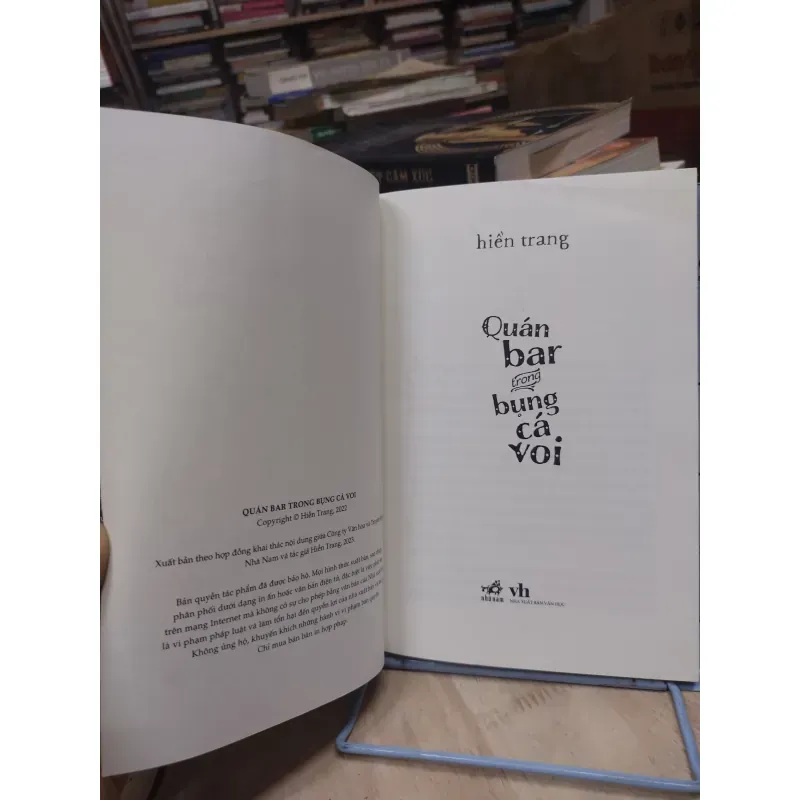 QUÁN BAR TRONG BỤNG CÁ VOI
Copyright © Hiền Trang, 2022
Xuất bản theo hợp đồng khai thác nội dung giữa Công ty Văn hóa và Truyền thông
Nhã Nam và tác giả Hiền Trang, 2025.
Bản quyền tác phẩm đã được bảo hộ. Mọi hình thức xuất bản, sao chụp,
phân phối dưới dạng in ấn hoặc văn bản điện tử, đặc biệt là việc phát tán
trên mạng Internet mà không có sự cho phép bằng văn bản của Nhà xuất bản
là vi phạm pháp luật và làm tổn hại đến quyền lợi của nhà xuất bản và tác giả.
Không ủng hộ, khuyến khích những hành vi vi phạm bản quyền.
Chỉ mua bán bản in hợp pháp.
hiền trang
Quán
bar
trong
bụng
cá
voi
nhã nam
vh
NHÀ XUẤT BẢN VĂN HỌC
CẢM XÚC